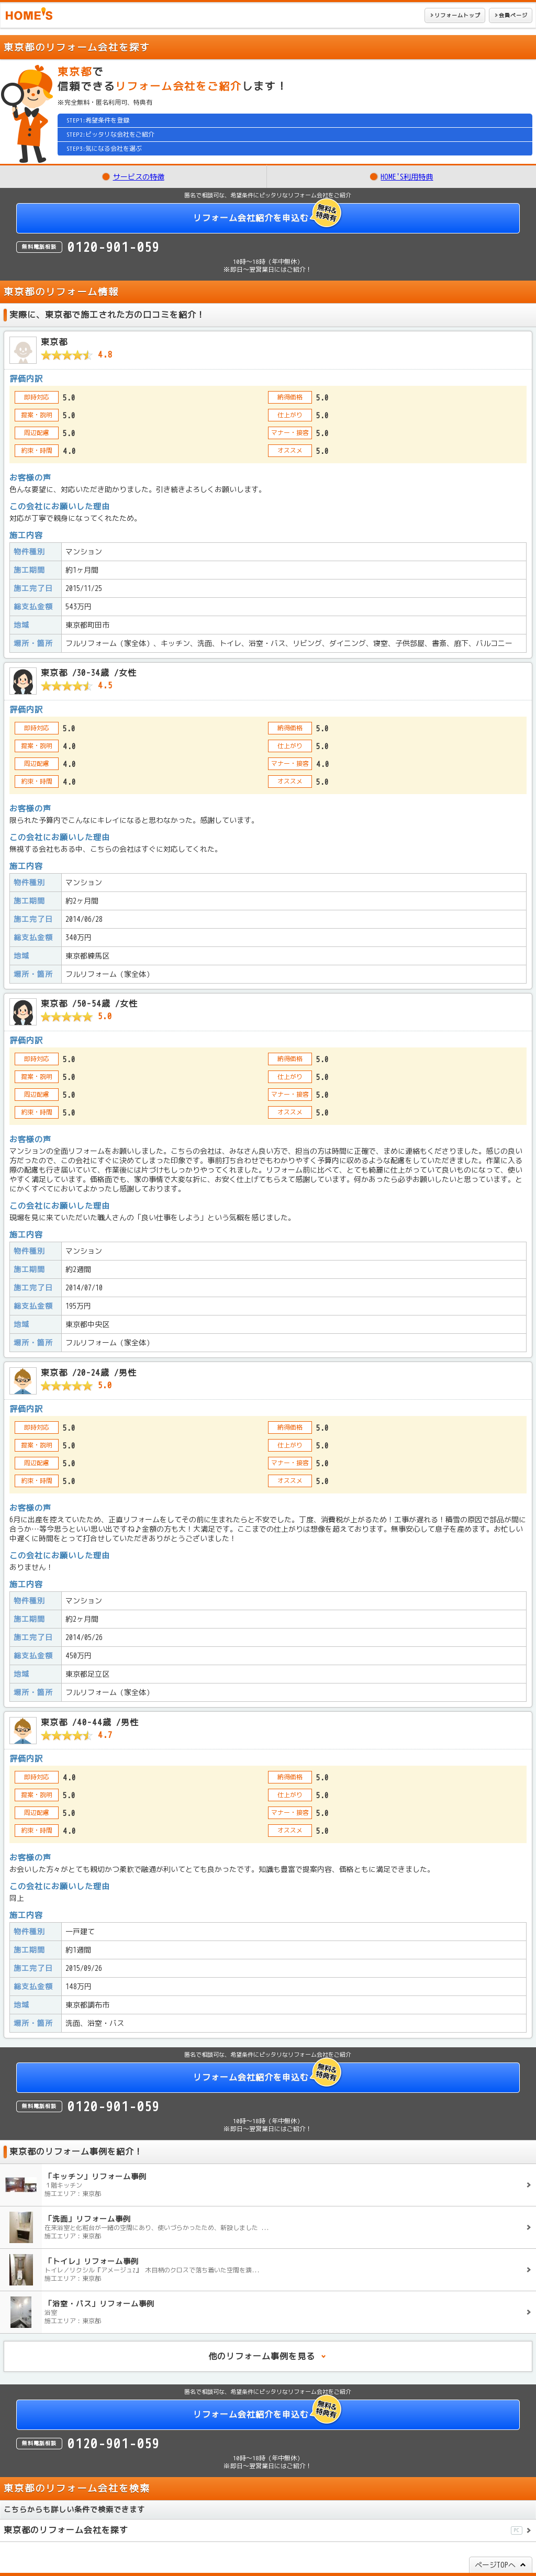 HOME'S
リフォームトップ
会員ページ
東京都のリフォーム会社を探す
東京都で
信頼できるリフォーム会社をご紹介します！
※完全無料・匿名利用可、特典有
STEP1:希望条件を登録
STEP2:ピッタリな会社をご紹介
STEP3:気になる会社を選ぶ
サービスの特徴
HOME'S利用特典
匿名で相談可な、希望条件にピッタリなリフォーム会社をご紹介
リフォーム会社紹介を申込む
無料&特典有
無料電話相談 0120-901-059
10時～18時（年中無休）
※即日～翌営業日にはご紹介！
東京都のリフォーム情報
実際に、東京都で施工された方の口コミを紹介！
東京都
4.8
評価内訳
即時対応 5.0 納得価格 5.0
提案・説明 5.0 仕上がり 5.0
周辺配慮 5.0 マナー・接客 5.0
約束・時間 4.0 オススメ 5.0
お客様の声
色んな要望に、対応いただき助かりました。引き続きよろしくお願いします。
この会社にお願いした理由
対応が丁寧で親身になってくれたため。
施工内容
物件種別 マンション
施工期間 約1ヶ月間
施工完了日 2015/11/25
総支払金額 543万円
地域 東京都町田市
場所・箇所 フルリフォーム（家全体）、キッチン、洗面、トイレ、浴室・バス、リビング、ダイニング、寝室、子供部屋、書斎、廊下、バルコニー
東京都 /30-34歳 /女性
4.5
評価内訳
即時対応 5.0 納得価格 5.0
提案・説明 4.0 仕上がり 5.0
周辺配慮 4.0 マナー・接客 4.0
約束・時間 4.0 オススメ 5.0
お客様の声
限られた予算内でこんなにキレイになると思わなかった。感謝しています。
この会社にお願いした理由
無視する会社もある中、こちらの会社はすぐに対応してくれた。
施工内容
物件種別 マンション
施工期間 約2ヶ月間
施工完了日 2014/06/28
総支払金額 340万円
地域 東京都練馬区
場所・箇所 フルリフォーム（家全体）
東京都 /50-54歳 /女性
5.0
評価内訳
即時対応 5.0 納得価格 5.0
提案・説明 5.0 仕上がり 5.0
周辺配慮 5.0 マナー・接客 5.0
約束・時間 5.0 オススメ 5.0
お客様の声
マンションの全面リフォームをお願いしました。こちらの会社は、みなさん良い方で、担当の方は時間に正確で、まめに連絡もくださりました。感じの良い方だったので、この会社にすぐに決めてしまった印象です。事前打ち合わせでもわかりやすく予算内に収めるような配慮をしていただきました。作業に入る際の配慮も行き届いていて、作業後には片づけもしっかりやってくれました。リフォーム前に比べて、とても綺麗に仕上がっていて良いものになって、使いやすく満足しています。価格面でも、家の事情で大変な折に、お安く仕上げてもらえて感謝しています。何かあったら必ずお願いしたいと思っています。とにかくすべてにおいてよかったし感謝しております。
この会社にお願いした理由
現場を見に来ていただいた職人さんの「良い仕事をしよう」という気概を感じました。
施工内容
物件種別 マンション
施工期間 約2週間
施工完了日 2014/07/10
総支払金額 195万円
地域 東京都中央区
場所・箇所 フルリフォーム（家全体）
東京都 /20-24歳 /男性
5.0
評価内訳
即時対応 5.0 納得価格 5.0
提案・説明 5.0 仕上がり 5.0
周辺配慮 5.0 マナー・接客 5.0
約束・時間 5.0 オススメ 5.0
お客様の声
6月に出産を控えていたため、正直リフォームをしてその前に生まれたらと不安でした。丁度、消費税が上がるため！工事が遅れる！積雪の原因で部品が間に合うか…等今思うといい思い出ですね♪金額の方も大！大満足です。ここまでの仕上がりは想像を超えております。無事安心して息子を産めます。お忙しい中遅くに時間をとって打合せしていただきありがとうございました！
この会社にお願いした理由
ありません！
施工内容
物件種別 マンション
施工期間 約2ヶ月間
施工完了日 2014/05/26
総支払金額 450万円
地域 東京都足立区
場所・箇所 フルリフォーム（家全体）
東京都 /40-44歳 /男性
4.7
評価内訳
即時対応 4.0 納得価格 5.0
提案・説明 5.0 仕上がり 5.0
周辺配慮 5.0 マナー・接客 5.0
約束・時間 4.0 オススメ 5.0
お客様の声
お会いした方々がとても親切かつ柔軟で融通が利いてとても良かったです。知識も豊富で提案内容、価格ともに満足できました。
この会社にお願いした理由
同上
施工内容
物件種別 一戸建て
施工期間 約1週間
施工完了日 2015/09/26
総支払金額 148万円
地域 東京都調布市
場所・箇所 洗面、浴室・バス
匿名で相談可な、希望条件にピッタリなリフォーム会社をご紹介
リフォーム会社紹介を申込む
無料&特典有
無料電話相談 0120-901-059
10時～18時（年中無休）
※即日～翌営業日にはご紹介！
東京都のリフォーム事例を紹介！
「キッチン」リフォーム事例
１階キッチン
施工エリア：東京都
「洗面」リフォーム事例
在来浴室と化粧台が一緒の空間にあり、使いづらかったため、新設しました ...
施工エリア：東京都
「トイレ」リフォーム事例
トイレ／リクシル『アメージュZ』 木目柄のクロスで落ち着いた空間を演...
施工エリア：東京都
「浴室・バス」リフォーム事例
浴室
施工エリア：東京都
他のリフォーム事例を見る
匿名で相談可な、希望条件にピッタリなリフォーム会社をご紹介
リフォーム会社紹介を申込む
無料&特典有
無料電話相談 0120-901-059
10時～18時（年中無休）
※即日～翌営業日にはご紹介！
東京都のリフォーム会社を検索
こちらからも詳しい条件で検索できます
東京都のリフォーム会社を探す
PC
ページTOPへ